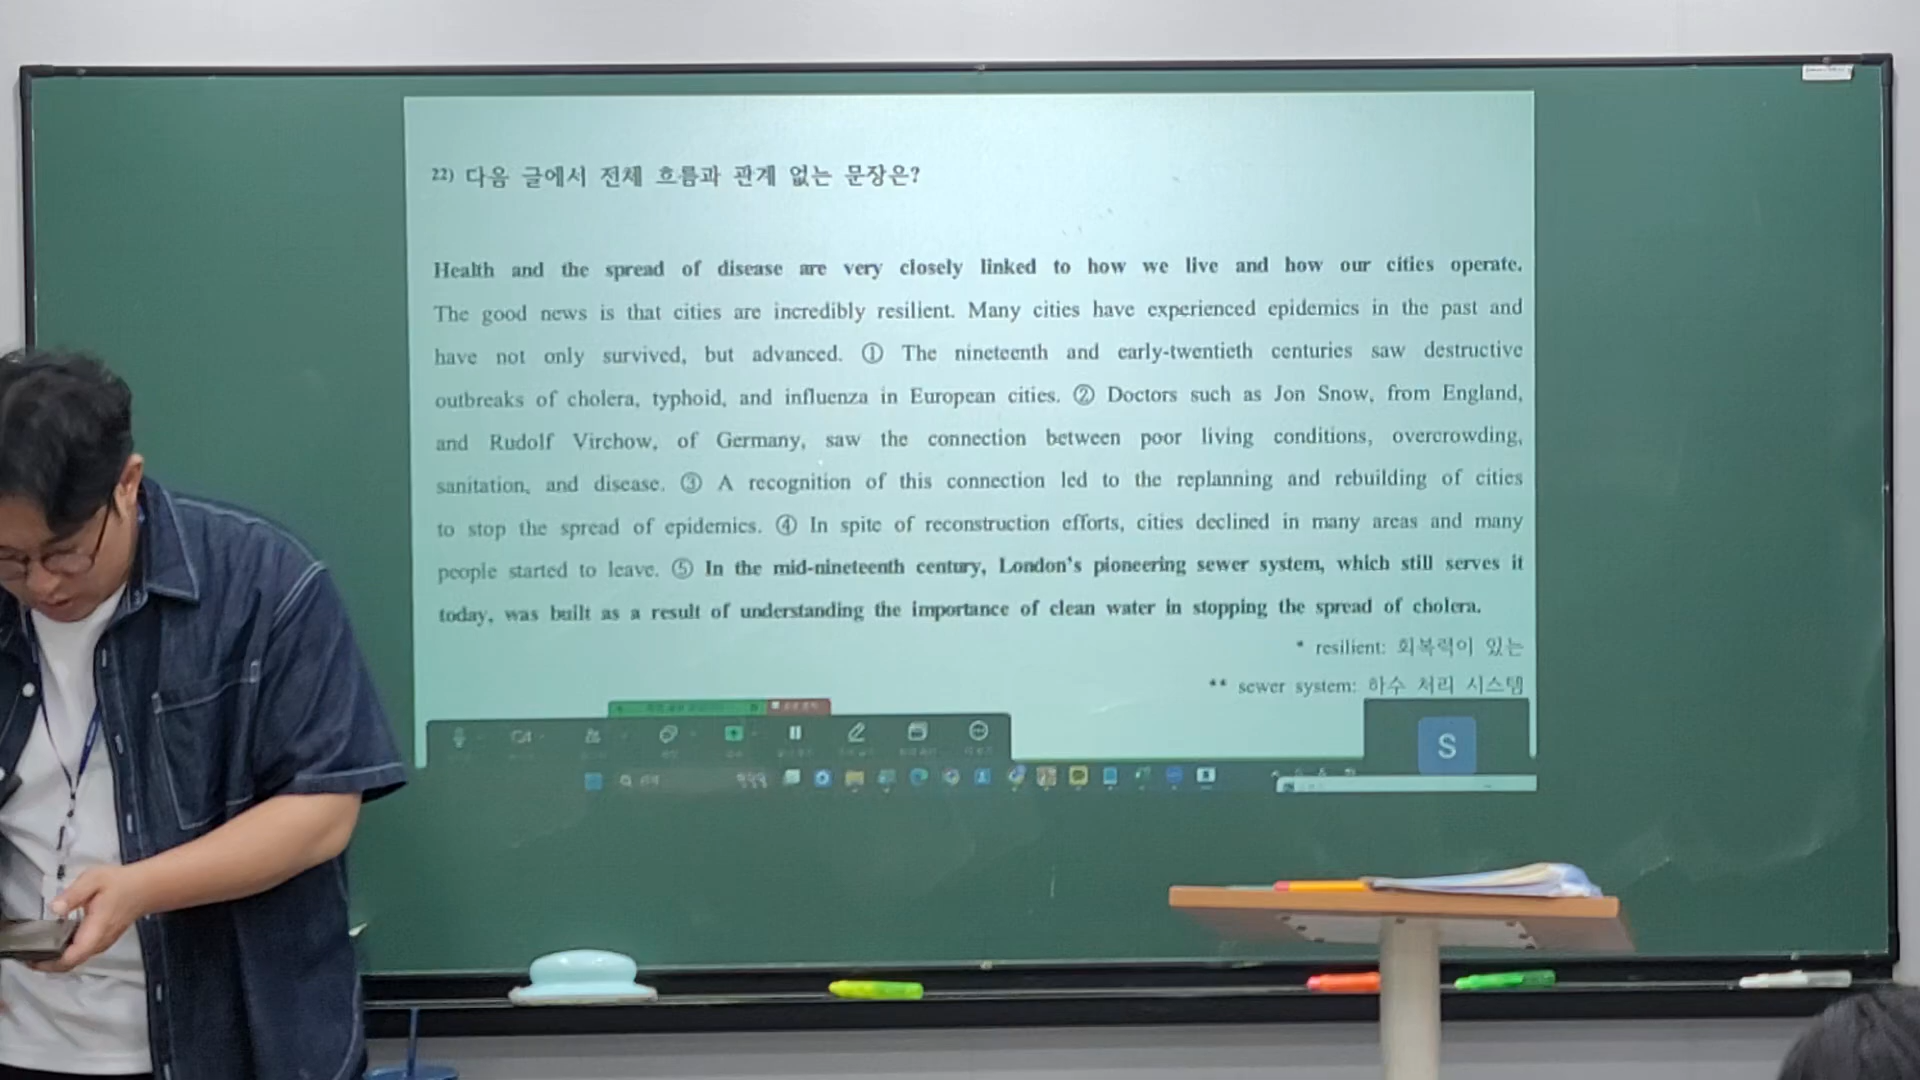 22) 다음 글에서 전체 흐름과 관계 없는 문장은?
Health and the spread of disease are very closely linked to how we live and how our cities operate.
The good news is that cities are incredibly resilient. Many cities have experienced epidemics in the past and
have not only survived, but advanced. ① The nineteenth and early-twentieth centuries saw destructive
outbreaks of cholera, typhoid, and influenza in European cities. ② Doctors such as Jon Snow, from England,
and Rudolf Virchow, of Germany, saw the connection between poor living conditions, overcrowding,
sanitation, and disease. ③ A recognition of this connection led to the replanning and rebuilding of cities
to stop the spread of epidemics. ④ In spite of reconstruction efforts, cities declined in many areas and many
people started to leave. ⑤ In the mid-nineteenth century, London's pioneering sewer system, which still serves it
today, was built as a result of understanding the importance of clean water in stopping the spread of cholera.
* resilient: 회복력이 있는
** sewer system: 하수 처리 시스템
S